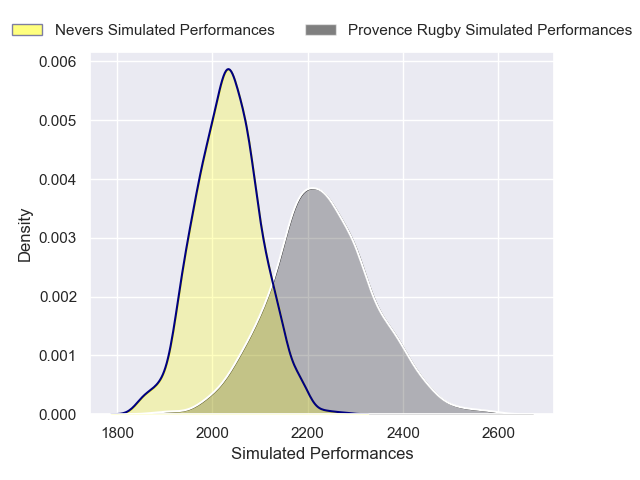 Nevers Simulated Performances
Provence Rugby Simulated Performances
0.006
0.005
0.004
0.003
0.002
0.001
0.000
Density
1800 2000 2200 2400 2600
Simulated Performances